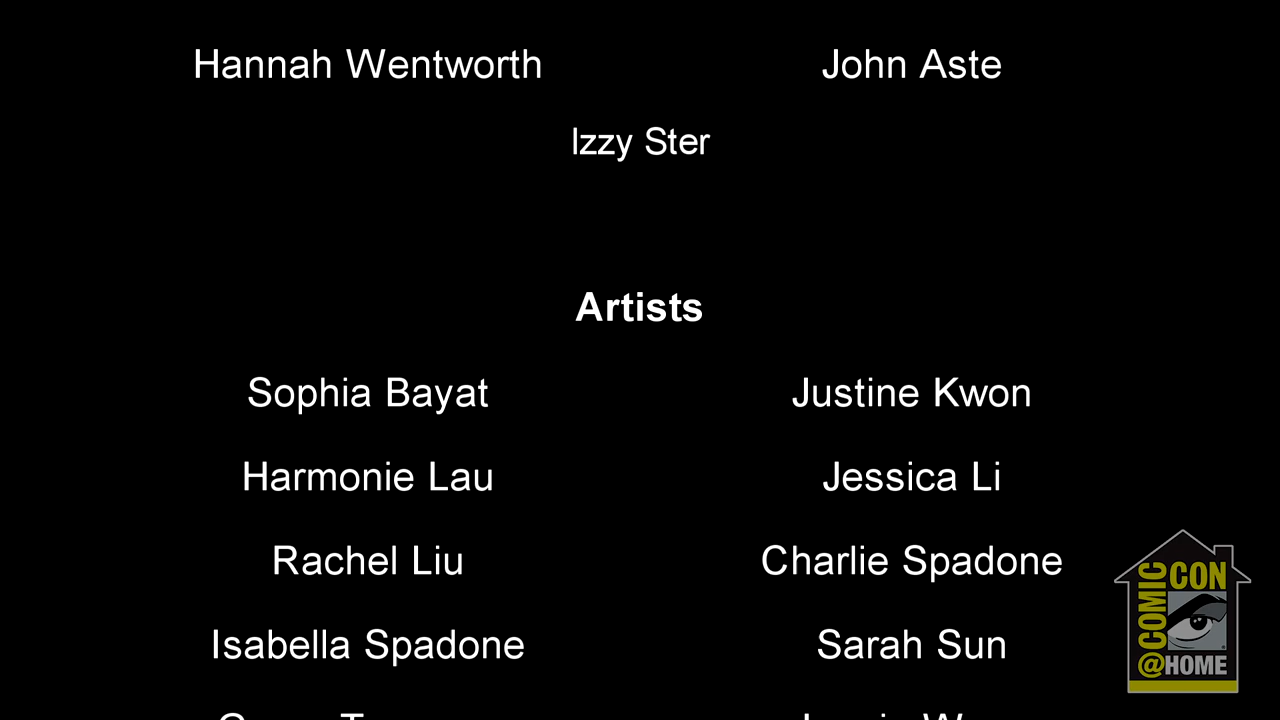 Hannah Wentworth John Aste
Izzy Ster
Artists
Sophia Bayat Justine Kwon
Harmonie Lau Jessica Li
Rachel Liu Charlie Spadone
Isabella Spadone Sarah Sun
@COMIC CON
HOME